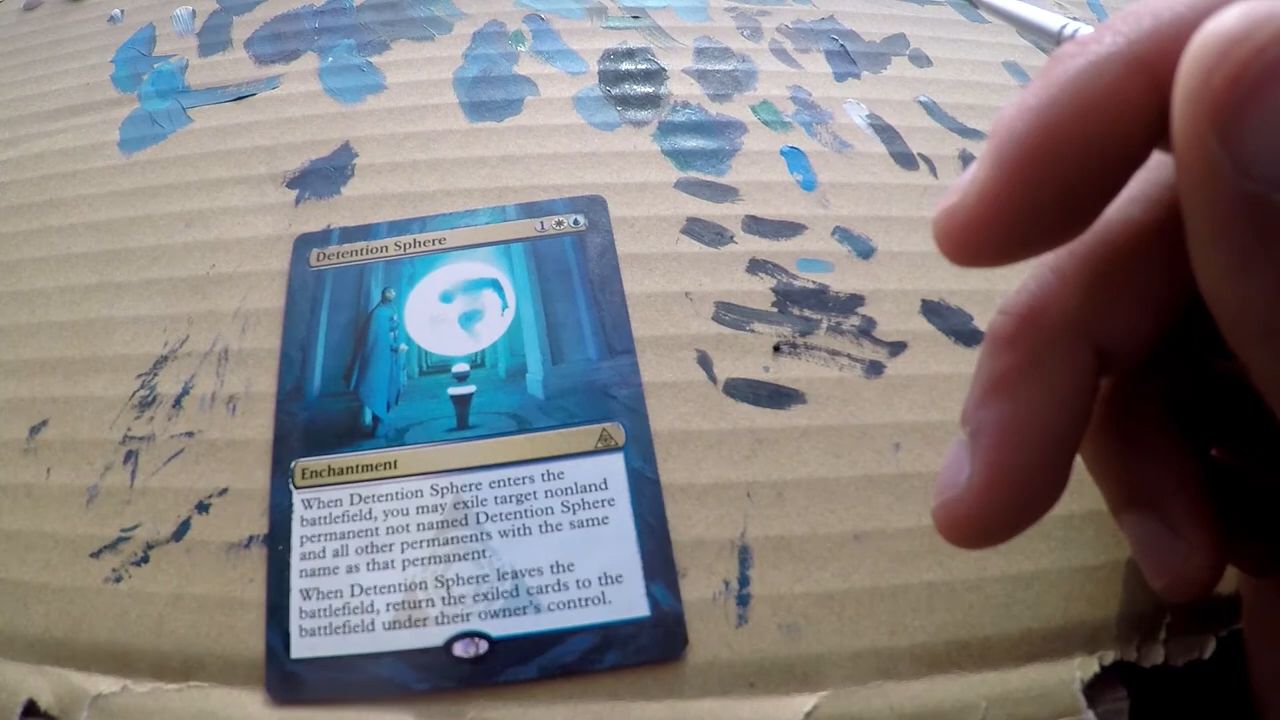 Detention Sphere 1
Enchantment
When Detention Sphere enters the
battlefield, you may exile target nonland
permanent not named Detention Sphere
and all other permanents with the same
name as that permanent.
When Detention Sphere leaves the
battlefield, return the exiled cards to the
battlefield under their owner's control.